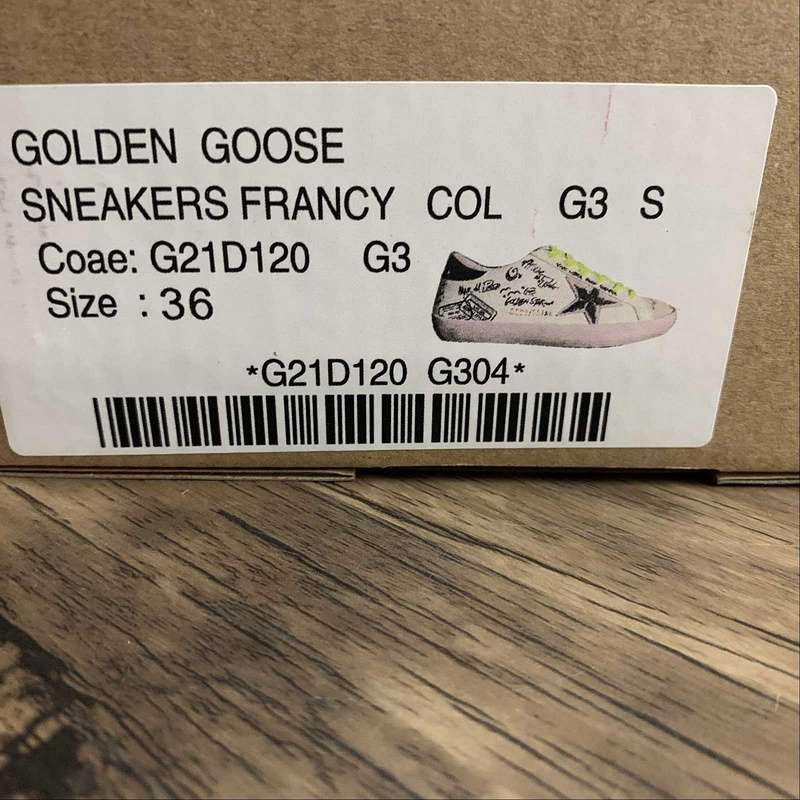 GOLDEN GOOSE
SNEAKERS FRANCY COL G3 S
Coae: G21D120 G3
Size : 36
*G21D120 G304*